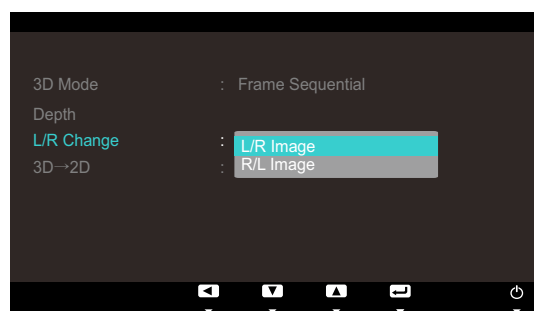 3D Mode : Frame Sequential
Depth
L/R Change : L/R Image
R/L Image
3D→2D :